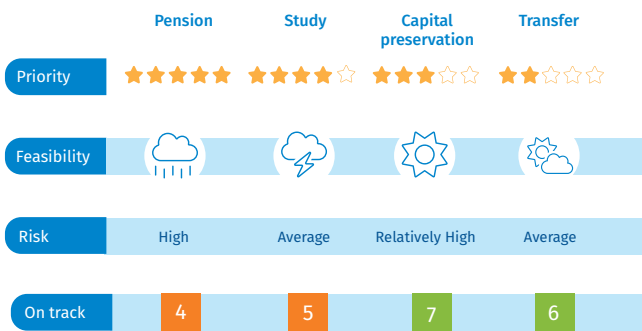 Pension Study Capital preservation Transfer
Priority
Feasibility
Risk High Average Relatively High Average
On track 4 5 7 6